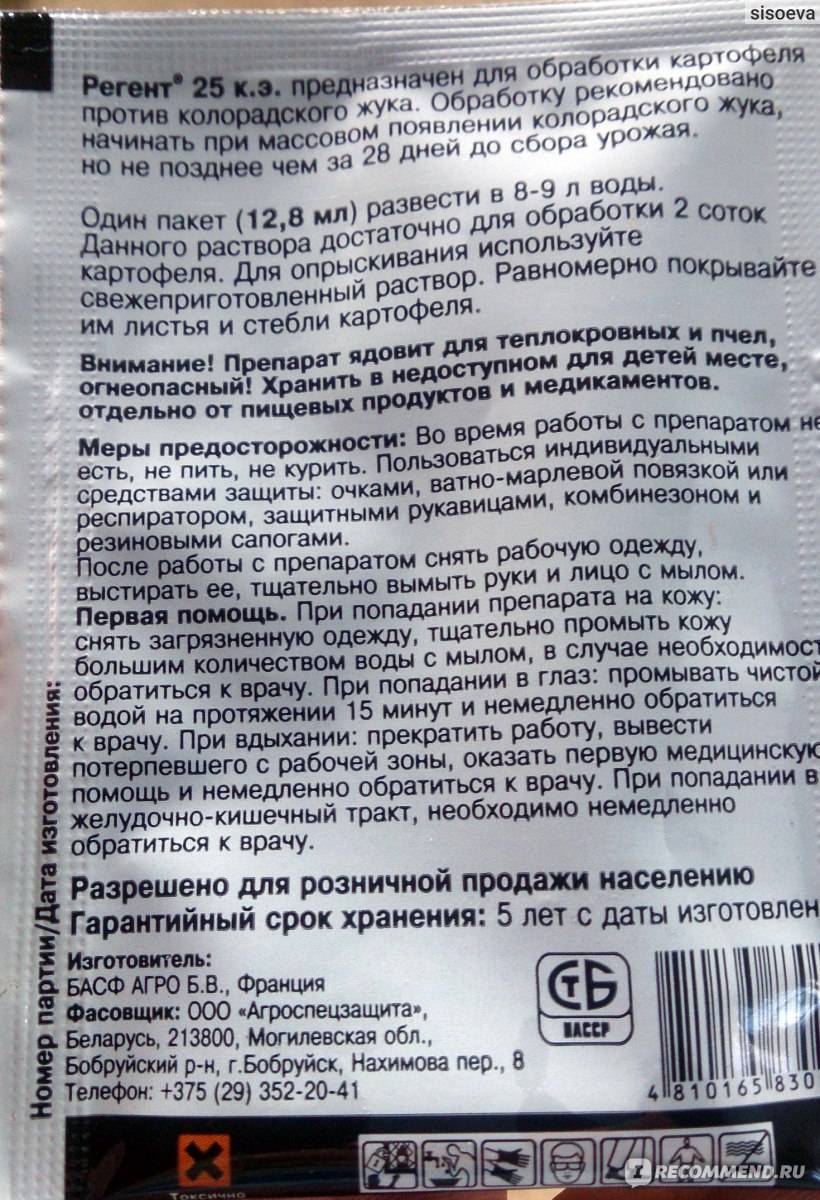 sisoeva
Регент® 25 к.э. предназначен для обработки картофеля
против колорадского жука. Обработку рекомендовано
начинать при массовом появлении колорадского жука,
но не позднее чем за 28 дней до сбора урожая.
Один пакет (12,8 мл) развести в 8-9 л воды.
Данного раствора достаточно для обработки 2 соток
картофеля. Для опрыскивания используйте
свежеприготовленный раствор. Равномерно покрывайте
им листья и стебли картофеля.
Внимание! Препарат ядовит для теплокровных и пчел,
огнеопасный! Хранить в недоступном для детей месте,
отдельно от пищевых продуктов и медикаментов.
Меры предосторожности: Во время работы с препаратом не
есть, не пить, не курить. Пользоваться индивидуальными
средствами защиты: очками, ватно-марлевой повязкой или
респиратором, защитными рукавицами, комбинезоном и
резиновыми сапогами.
После работы с препаратом снять рабочую одежду,
выстирать ее, тщательно вымыть руки и лицо с мылом.
Первая помощь. При попадании препарата на кожу:
снять загрязненную одежду, тщательно промыть кожу
большим количеством воды с мылом, в случае необходимост
обратиться к врачу. При попадании в глаз: промывать чистой
водой на протяжении 15 минут и немедленно обратиться
к врачу. При вдыхании: прекратить работу, вывести
потерпевшего с рабочей зоны, оказать первую медицинскую
помощь и немедленно обратиться к врачу. При попадании в
желудочно-кишечный тракт, необходимо немедленно
обратиться к врачу.
Разрешено для розничной продажи населению
Гарантийный срок хранения: 5 лет с даты изготовлен
Номер партии/Дата изготовления:
Изготовитель:
БАСФ АГРО Б.В., Франция
Фасовщик: ООО «Агроспецзащита»,
Беларусь, 213800, Могилевская обл.,
Бобруйский р-н, г.Бобруйск, Нахимова пер., 8
Телефон: +375 (29) 352-20-41
СТБ
НАССР
4 810165 830
Токсично
IRECOMMEND.RU